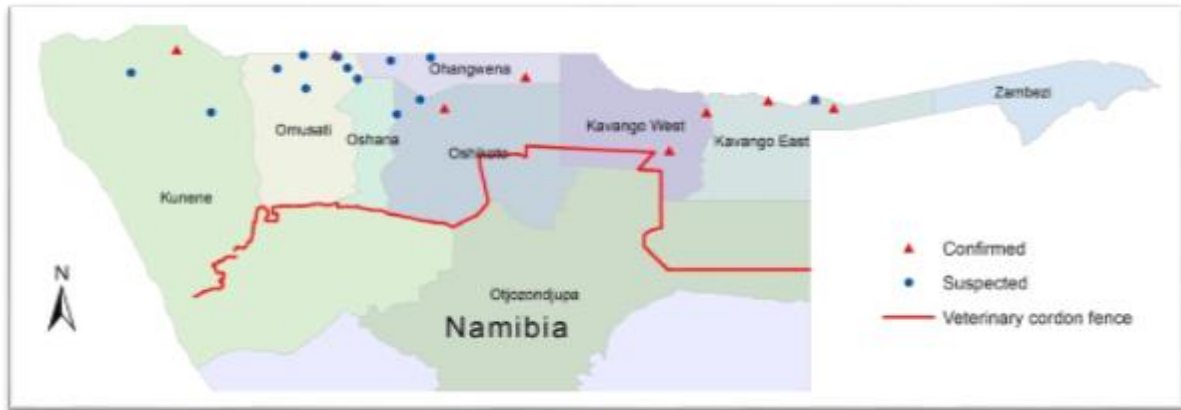 Ohangwena
Zambezi
Omusati
Oshana
Kavango West
Kavango East
Oshikoto
Kunene
N
Confirmed
Suspected
Veterinary cordon fence
Otjozondjupa
Namibia